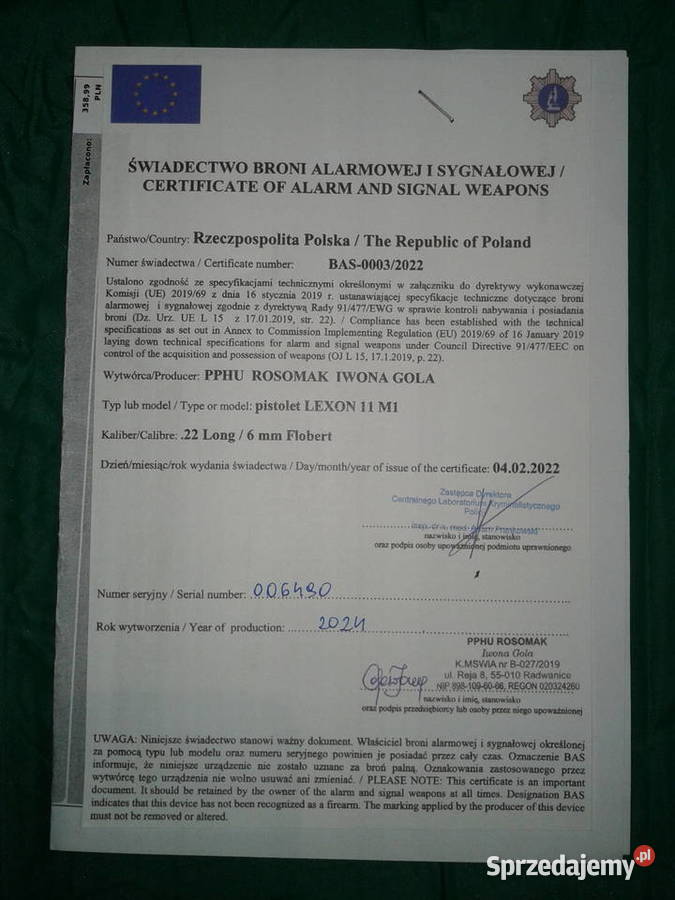 Zapłacono:
358,99
PLN
ŚWIADECTWO BRONI ALARMOWEJ I SYGNAŁOWEJ /
CERTIFICATE OF ALARM AND SIGNAL WEAPONS
Państwo/Country: Rzeczpospolita Polska / The Republic of Poland
Numer świadectwa / Certificate number: BAS-0003/2022
Ustalono zgodność ze specyfikacjami technicznymi określonymi w załączniku do dyrektywy wykonawczej
Komisji (UE) 2019/69 z dnia 16 stycznia 2019 r. ustanawiającej specyfikacje techniczne dotyczące broni
alarmowej i sygnałowej zgodnie z dyrektywą Rady 91/477/EWG w sprawie kontroli nabywania i posiadania
broni (Dz. Urz. UE L 15 z 17.01.2019, str. 22). / Compliance has been established with the technical
specifications as set out in Annex to Commission Implementing Regulation (EU) 2019/69 of 16 January 2019
laying down technical specifications for alarm and signal weapons under Council Directive 91/477/EEC on
control of the acquisition and possession of weapons (OJ L 15, 17.1.2019, p. 22).
Wytwórca/Producer: PPHU ROSOMAK IWONA GOLA
Typ lub model / Type or model: pistolet LEXON 11 M1
Kaliber/Calibre: .22 Long / 6 mm Flobert
Dzień/miesiąc/rok wydania świadectwa / Day/month/year of issue of the certificate: 04.02.2022
Zastępca Dyrektora
Centralnego Laboratorium Kryminalistycznego
Policji
nazwisko i imię, stanowisko
oraz podpis osoby upoważnionej podmiotu uprawnionego
Numer seryjny / Serial number: 006490
Rok wytworzenia / Year of production: 2021
PPHU ROSOMAK
Iwona Gola
K.MSWiA nr B-027/2019
ul. Reja 8, 55-010 Radwanice
NIP 898-109-60-66, REGON 020324260
nazwisko i imię, stanowisko
oraz podpis przedsiębiorcy lub osoby przez niego upoważnionej
UWAGA: Niniejsze świadectwo stanowi ważny dokument. Właściciel broni alarmowej i sygnałowej określonej
za pomocą typu lub modelu oraz numeru seryjnego powinien je posiadać przez cały czas. Oznaczenie BAS
informuje, że niniejsze urządzenie nie zostało uznane za broń palną. Oznakowania zastosowanego przez
wytwórcę tego urządzenia nie wolno usuwać ani zmieniać. / PLEASE NOTE: This certificate is an important
document. It should be retained by the owner of the alarm and signal weapons at all times. Designation BAS
indicates that this device has not been recognized as a firearm. The marking applied by the producer of this device
must not be removed or altered.
Sprzedajemy.pl